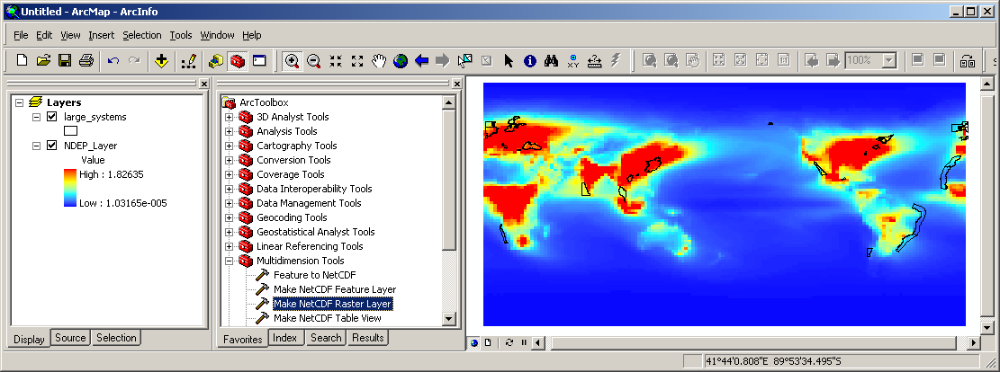 Untitled - ArcMap - ArcInfo
File Edit View Insert Selection Tools Window Help
XY
100%
Layers
large_systems
NDEP_Layer
Value
High : 1.82635
Low : 1.03165e-005
Display Source Selection
ArcToolbox
3D Analyst Tools
Analysis Tools
Cartography Tools
Conversion Tools
Coverage Tools
Data Interoperability Tools
Data Management Tools
Geocoding Tools
Geostatistical Analyst Tools
Linear Referencing Tools
Multidimension Tools
Feature to NetCDF
Make NetCDF Feature Layer
Make NetCDF Raster Layer
Make NetCDF Table View
Favorites Index Search Results
41°44'0.808"E 89°53'34.495"S